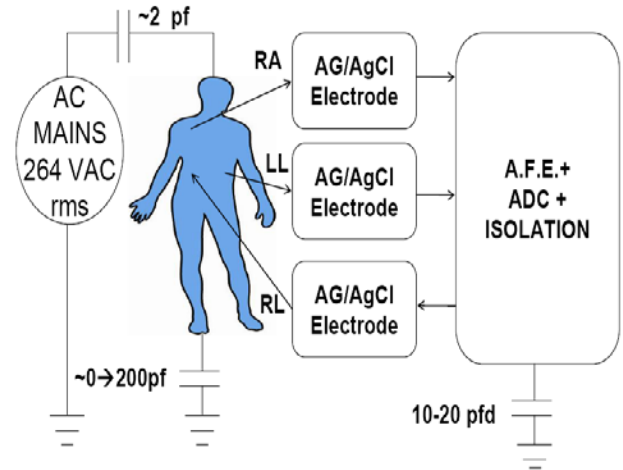 ~2 pf
AC
MAINS
264 VAC
rms
RA
AG/AgCl
Electrode
LL
AG/AgCl
Electrode
RL
AG/AgCl
Electrode
A.F.E.+
ADC +
ISOLATION
~0→200pf
10-20 pfd